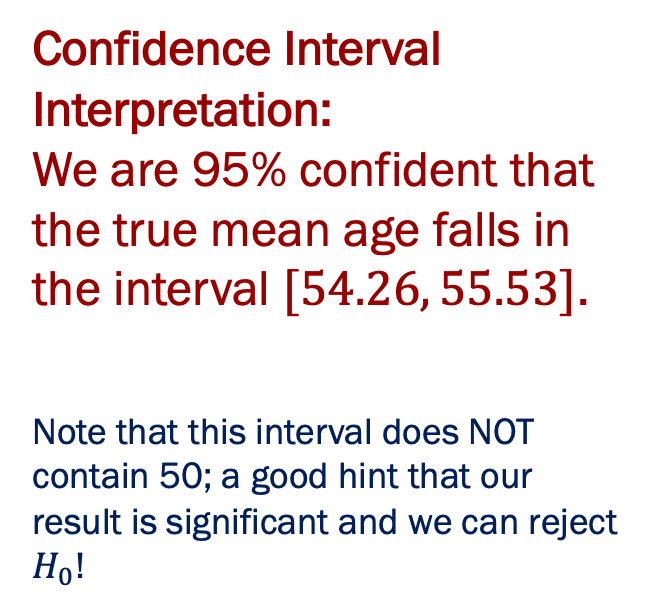 Confidence Interval
Interpretation:
We are 95% confident that
the true mean age falls in
the interval [54.26, 55.53].
Note that this interval does NOT
contain 50; a good hint that our
result is significant and we can reject
H₀!